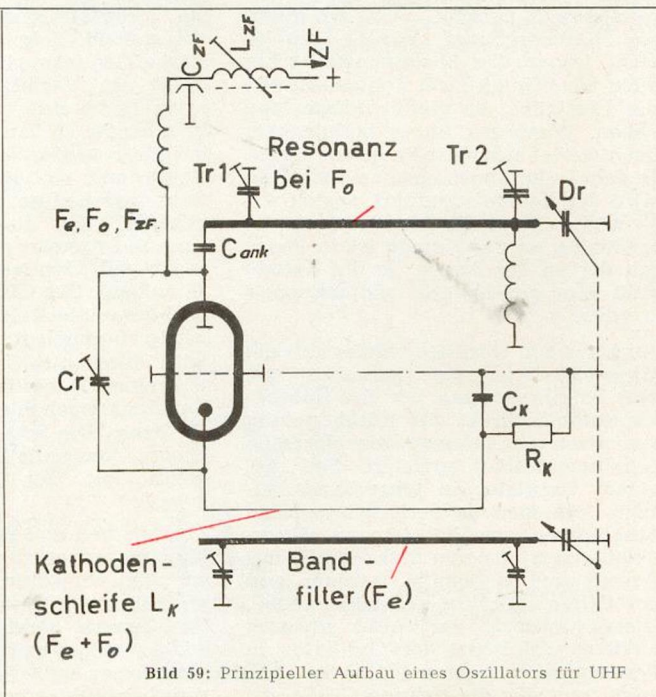 C_ZF
L_ZF
ZF
+
Resonanz
bei F_o
Tr 1
Tr 2
Dr
F_e, F_o, F_ZF
C_ank
Cr
C_K
R_K
Kathoden-
schleife L_K
(F_e + F_o)
Band -
filter (F_e)
Bild 59: Prinzipieller Aufbau eines Oszillators für UHF